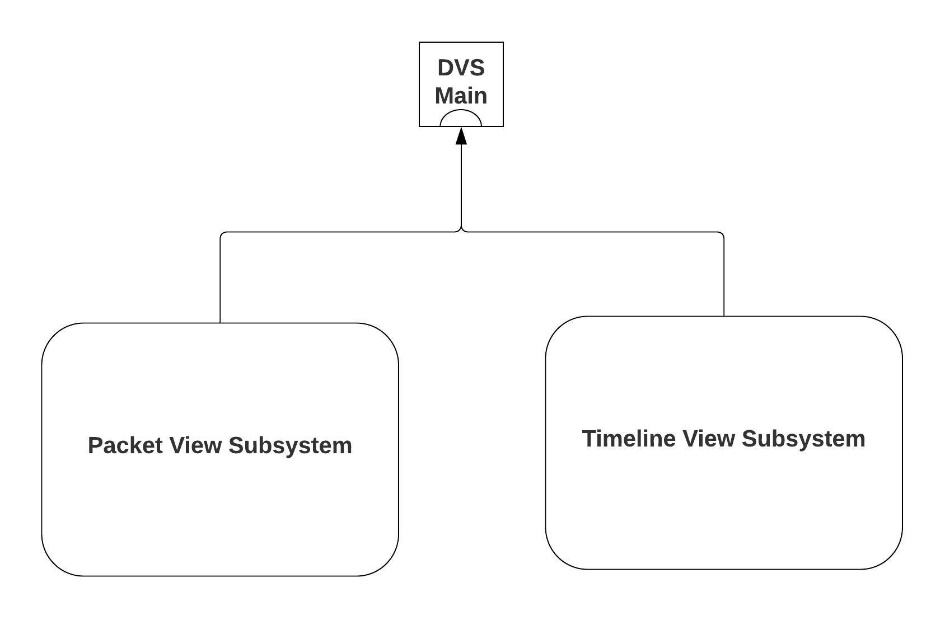 DVS
Main
Packet View Subsystem
Timeline View Subsystem